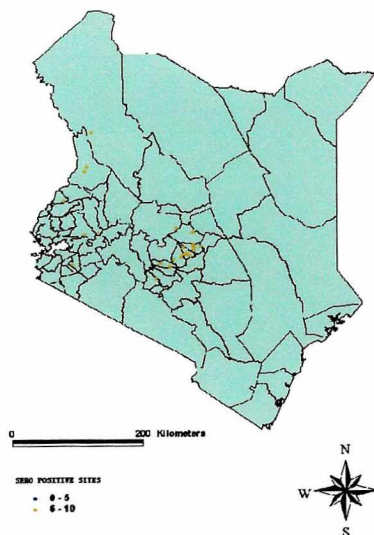 0 200 Kilometers
SERO POSITIVE SITES
0 - 5
6 - 10
N
W E
S